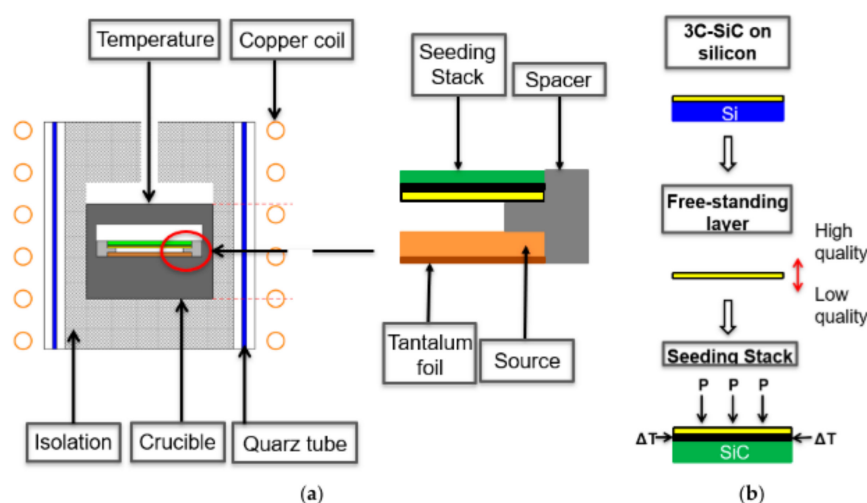 Temperature
Copper coil
Seeding
Stack
Spacer
Tantalum
foil
Source
Isolation
Crucible
Quarz tube
(a)
3C-SiC on
silicon
Si
Free-standing
layer
High
quality
Low
quality
Seeding Stack
P P P
ΔT ΔT
SiC
(b)